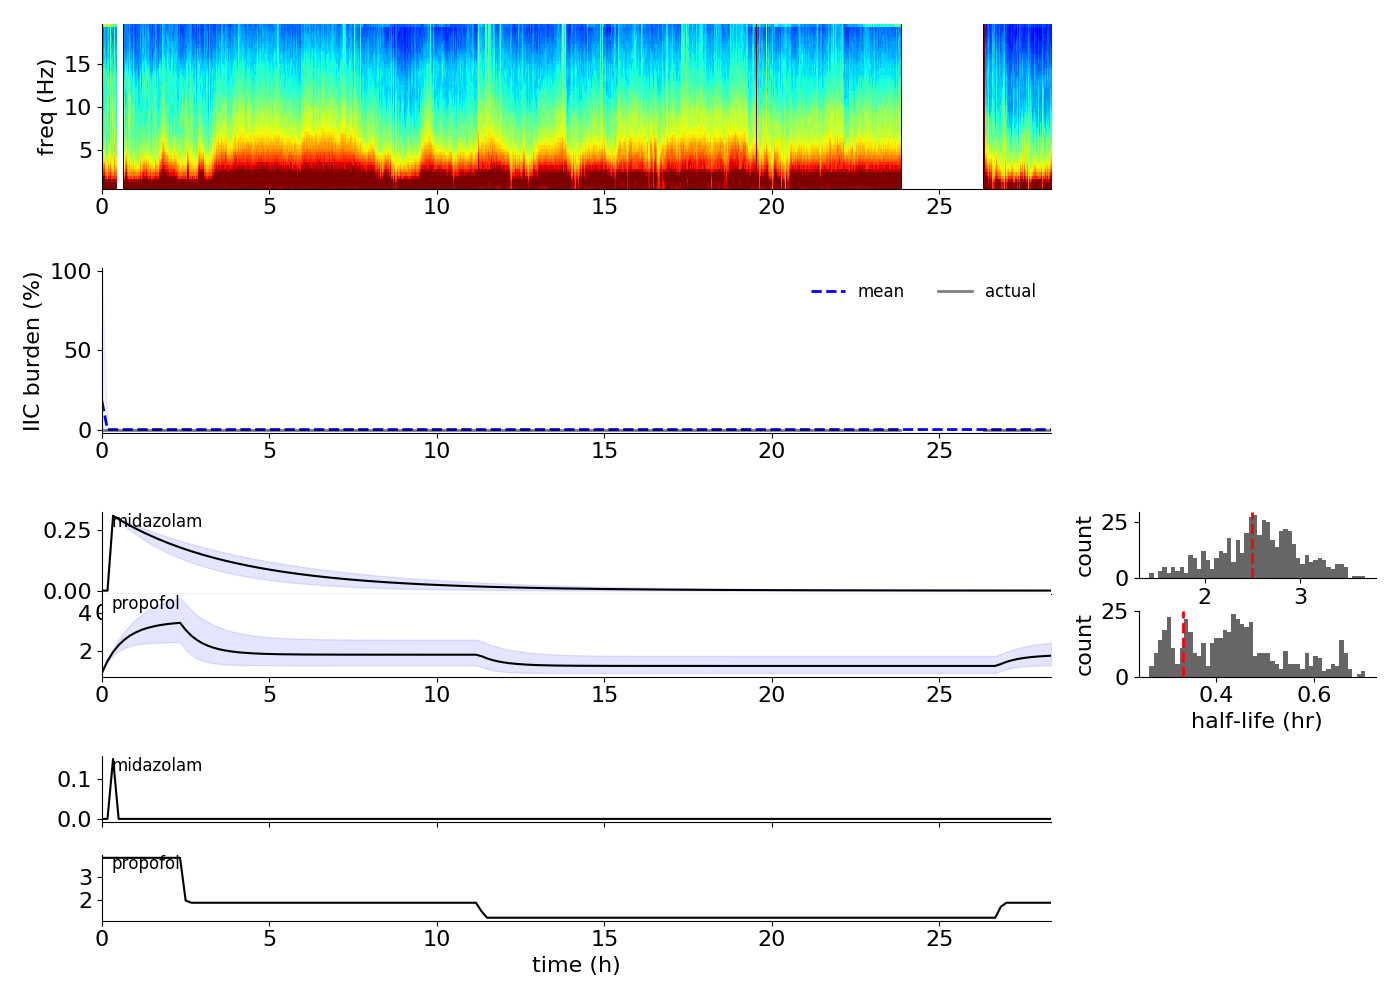 freq (Hz)
15
10
5
0 5 10 15 20 25
IIC burden (%)
100
50
0
mean actual
0 5 10 15 20 25
midazolam
0.25
0.00
propofol
4
2
0 5 10 15 20 25
count
25
0
2 3
count
25
0
0.4 0.6
half-life (hr)
midazolam
0.1
0.0
propofol
3
2
0 5 10 15 20 25
time (h)